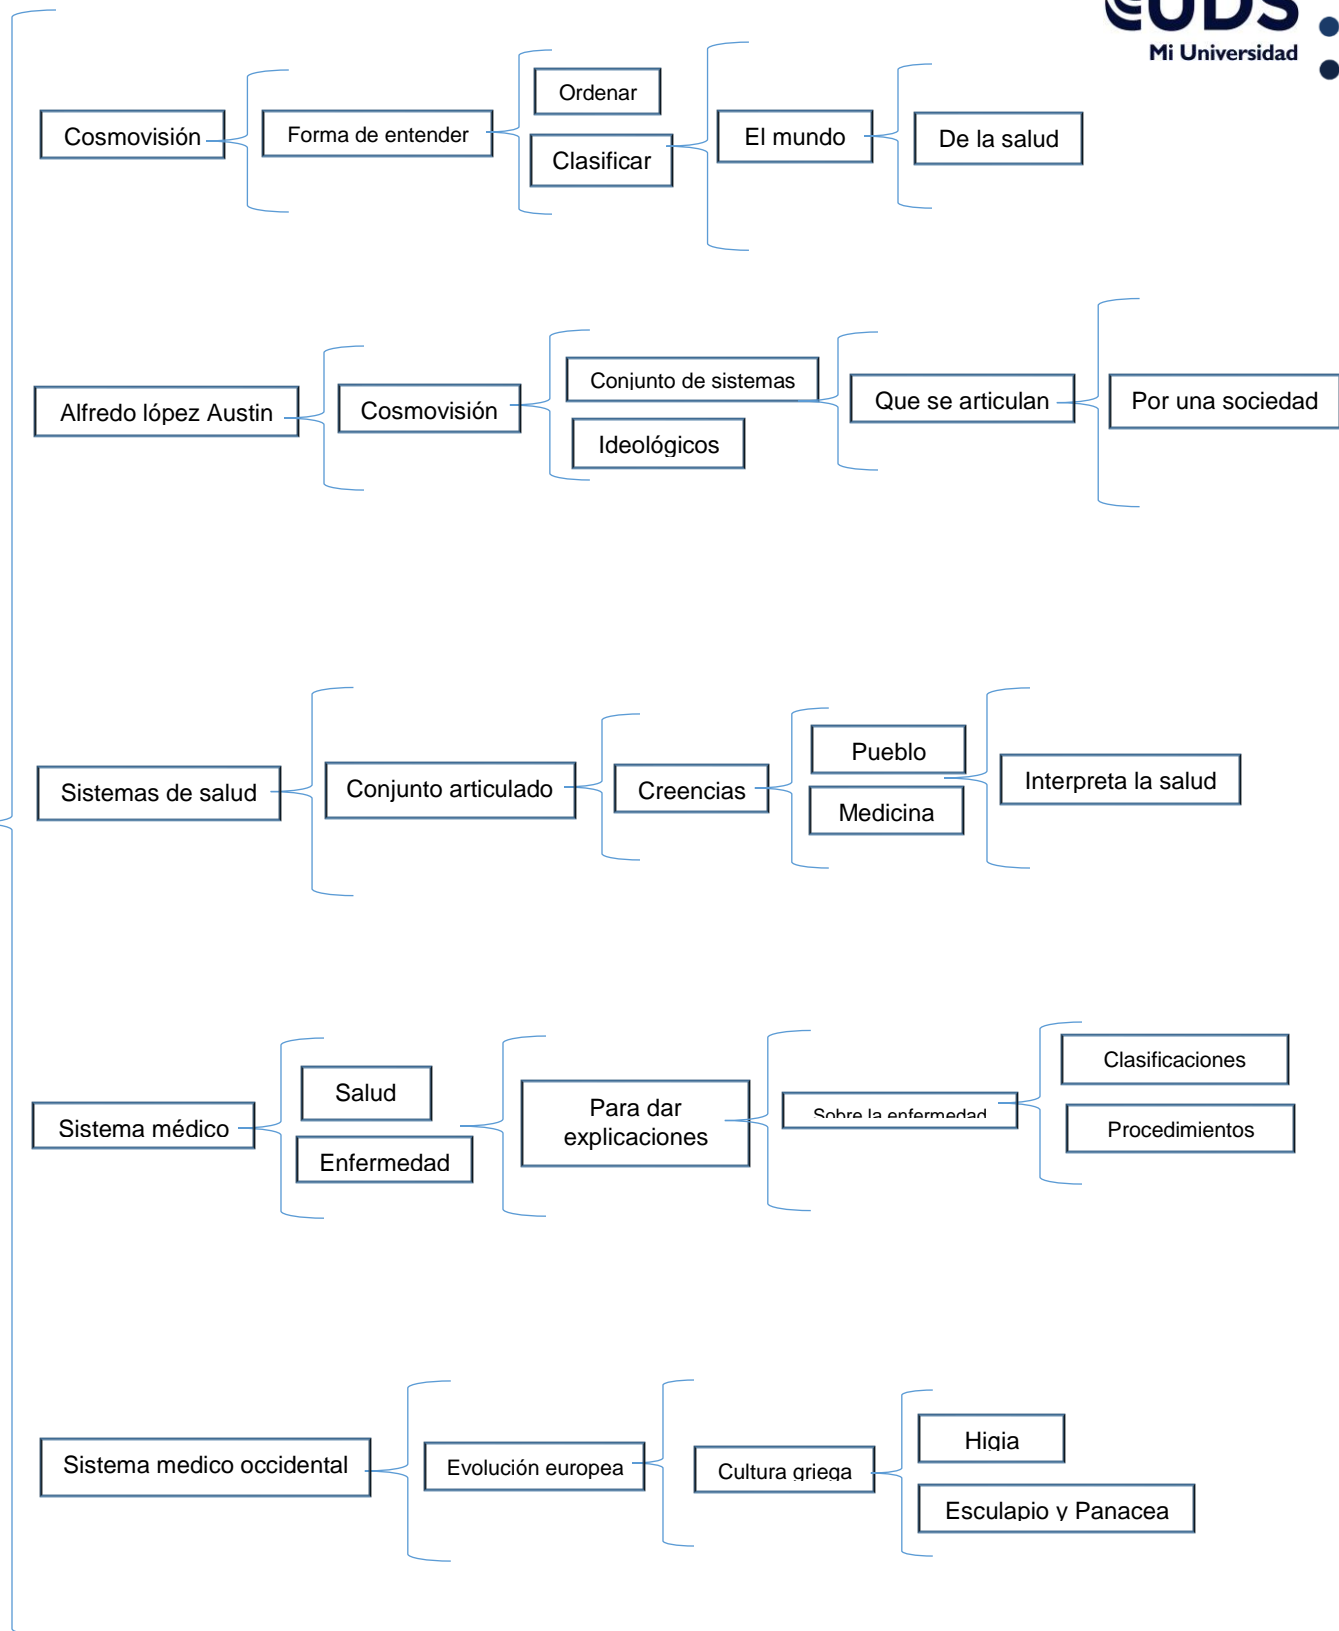 UDS
Mi Universidad
Cosmovisión
Forma de entender
Ordenar
Clasificar
El mundo
De la salud
Alfredo lópez Austin
Cosmovisión
Conjunto de sistemas
Ideológicos
Que se articulan
Por una sociedad
Sistemas de salud
Conjunto articulado
Creencias
Pueblo
Medicina
Interpreta la salud
Sistema médico
Salud
Enfermedad
Para dar
explicaciones
Sobre la enfermedad
Clasificaciones
Procedimientos
Sistema medico occidental
Evolución europea
Cultura griega
Higia
Esculapio y Panacea